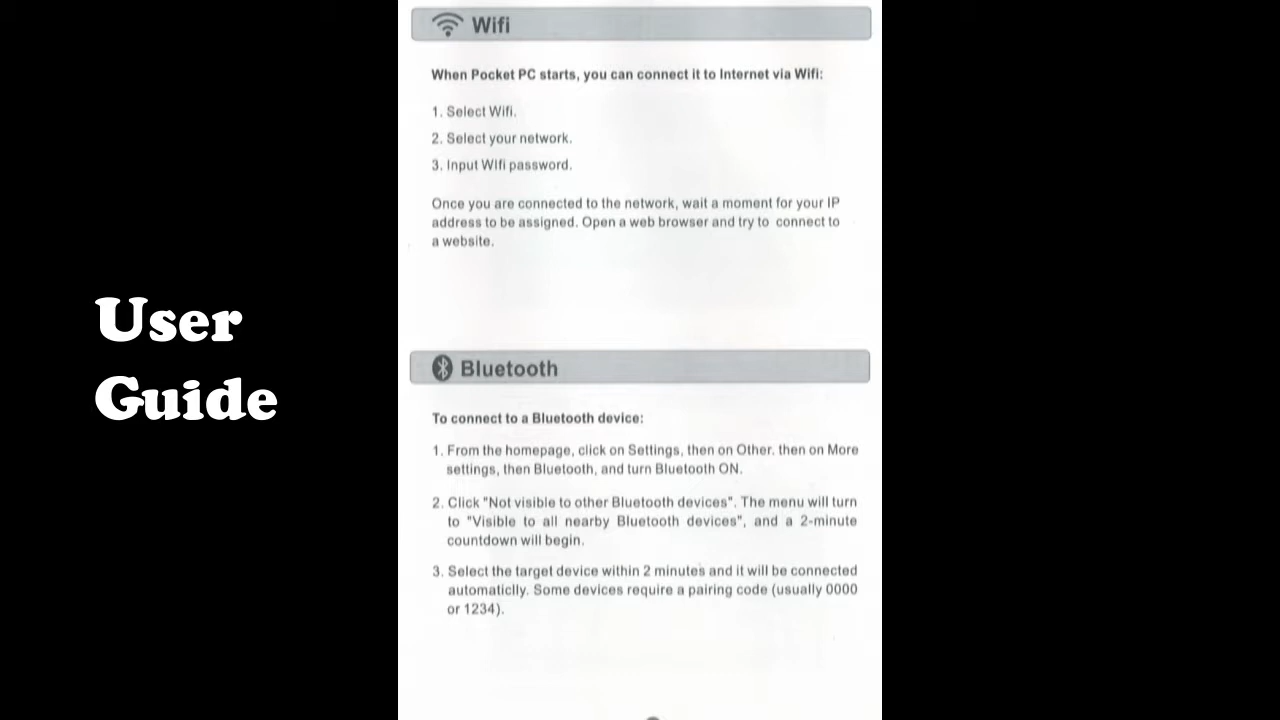 User
Guide
Wifi
When Pocket PC starts, you can connect it to Internet via Wifi:
1. Select Wifi.
2. Select your network.
3. Input WIfi password.
Once you are connected to the network, wait a moment for your IP
address to be assigned. Open a web browser and try to connect to
a website.
Bluetooth
To connect to a Bluetooth device:
1. From the homepage, click on Settings, then on Other. then on More
settings, then Bluetooth, and turn Bluetooth ON.
2. Click "Not visible to other Bluetooth devices". The menu will turn
to "Visible to all nearby Bluetooth devices", and a 2-minute
countdown will begin.
3. Select the target device within 2 minutes and it will be connected
automaticlly. Some devices require a pairing code (usually 0000
or 1234).